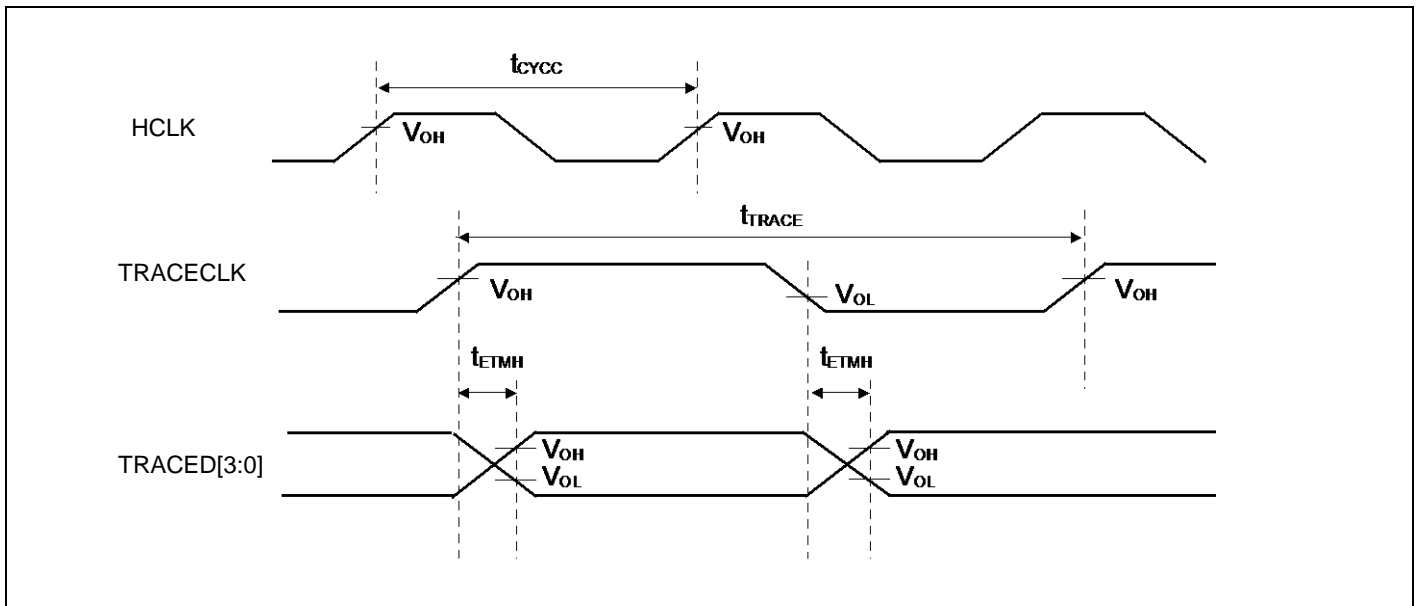 tCYCC
HCLK
VOH
VOH
tTRACE
TRACECLK
VOH
VOL
VOH
tETMH
tETMH
TRACED[3:0]
VOH
VOH
VOL
VOL